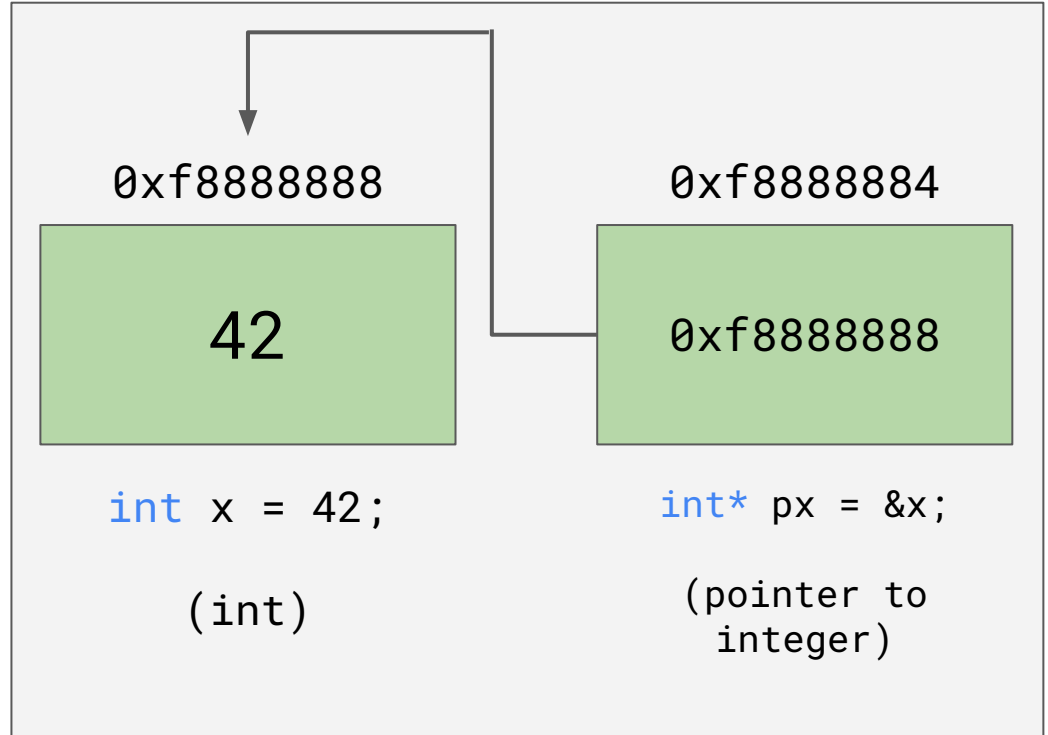 0xf8888888
42
int x = 42;
(int)
0xf8888884
0xf8888888
int* px = &x;
(pointer to
integer)